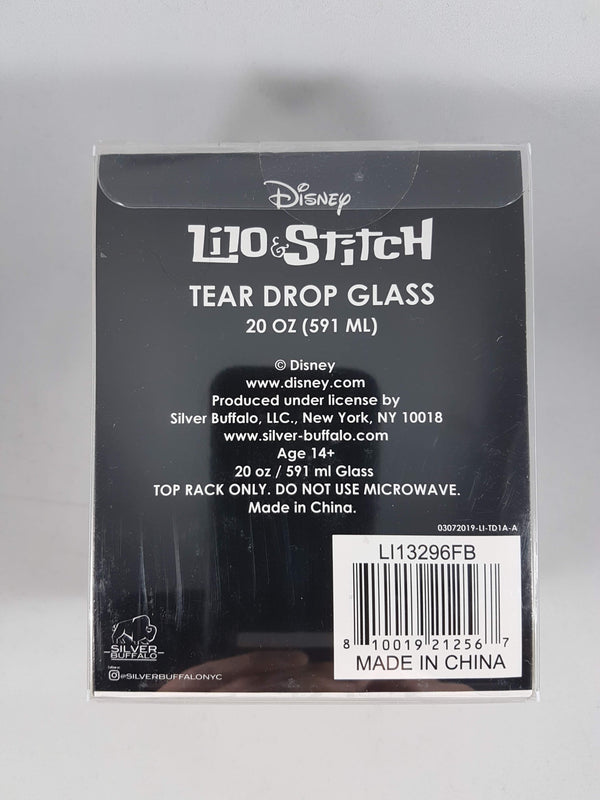 Disney
Lilo & Stitch
TEAR DROP GLASS
20 OZ (591 ML)
© Disney
www.disney.com
Produced under license by
Silver Buffalo, LLC., New York, NY 10018
www.silver-buffalo.com
Age 14+
20 oz / 591 ml Glass
TOP RACK ONLY. DO NOT USE MICROWAVE.
Made in China.
03072019-LI-TD1A-A
LI13296FB
8 10019 21256 7
MADE IN CHINA
SILVER
BUFFALO
@SILVERBUFFALONYC